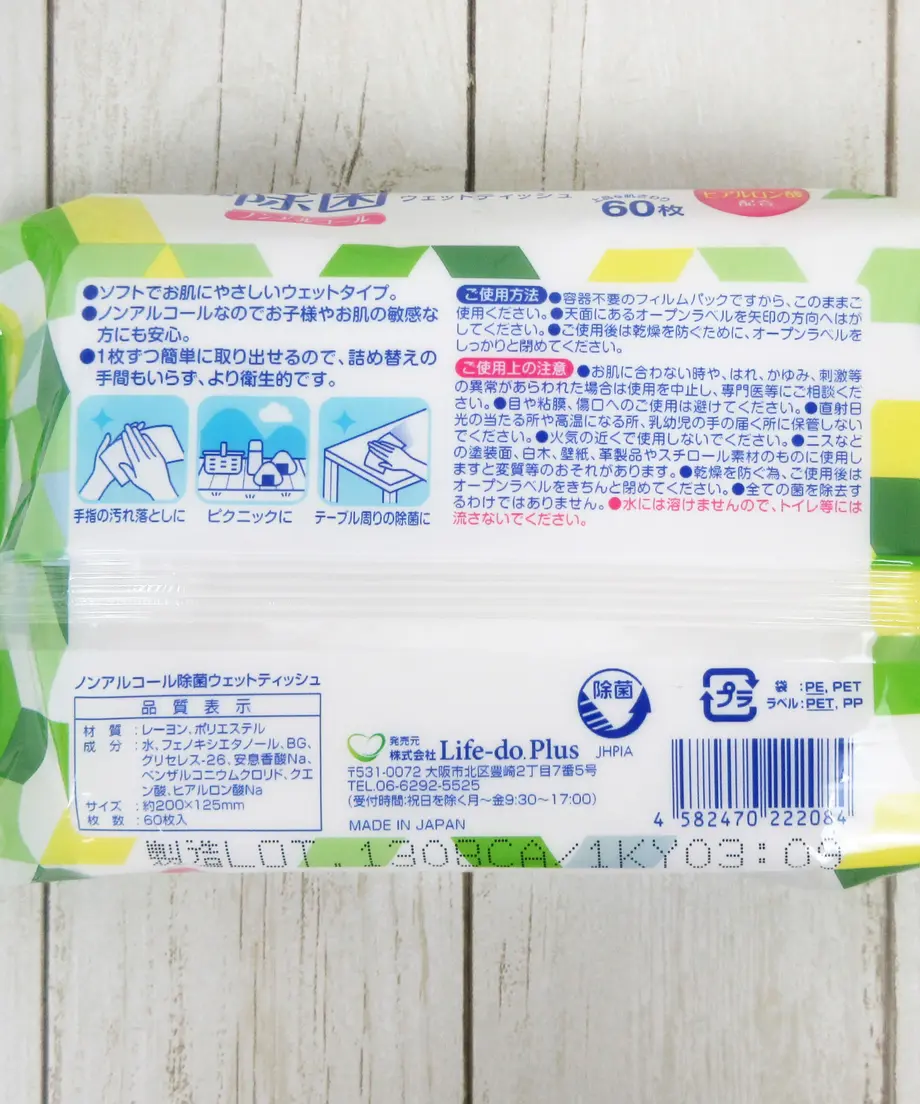 除菌
ノンアルコール
ウェットティッシュ
60枚
ヒアルロン酸
配合
●ソフトでお肌にやさしいウェットタイプ。
●ノンアルコールなのでお子様やお肌の敏感な
方にも安心。
●1枚ずつ簡単に取り出せるので、詰め替えの
手間もいらず、より衛生的です。
手指の汚れ落としに
ピクニックに
テーブル周りの除菌に
ご使用方法 ●容器不要のフィルムパックですから、このままご
使用ください。●天面にあるオープンラベルを矢印の方向へはが
してください。●ご使用後は乾燥を防ぐために、オープンラベルを
しっかりと閉めてください。
ご使用上の注意 ●お肌に合わない時や、はれ、かゆみ、刺激等
の異常があらわれた場合は使用を中止し、専門医等にご相談くだ
さい。●目や粘膜、傷口へのご使用は避けてください。●直射日
光の当たる所や高温になる所、乳幼児の手の届く所に保管しない
でください。●火気の近くで使用しないでください。●ニスなど
の塗装面、白木、壁紙、革製品やスチロール素材のものに使用し
ますと変質等のおそれがあります。●乾燥を防ぐ為、ご使用後は
オープンラベルをきちんと閉めてください。●全ての菌を除去す
るわけではありません。●水には溶けませんので、トイレ等には
流さないでください。
ノンアルコール除菌ウェットティッシュ
品質表示
材質：レーヨン、ポリエステル
成分：水、フェノキシエタノール、BG、
グリセレス-26、安息香酸Na、
ベンザルコニウムクロリド、クエ
ン酸、ヒアルロン酸Na
サイズ：約200×125mm
枚数：60枚入
発売元
株式会社 Life-do.Plus
〒531-0072 大阪市北区豊崎2丁目7番5号
TEL.06-6292-5525
(受付時間:祝日を除く月～金9:30～17:00)
MADE IN JAPAN
除菌
JHPIA
プラ
袋：PE, PET
ラベル：PET, PP
4 582470 222084
製造LOT.1303CA/1KY03:09